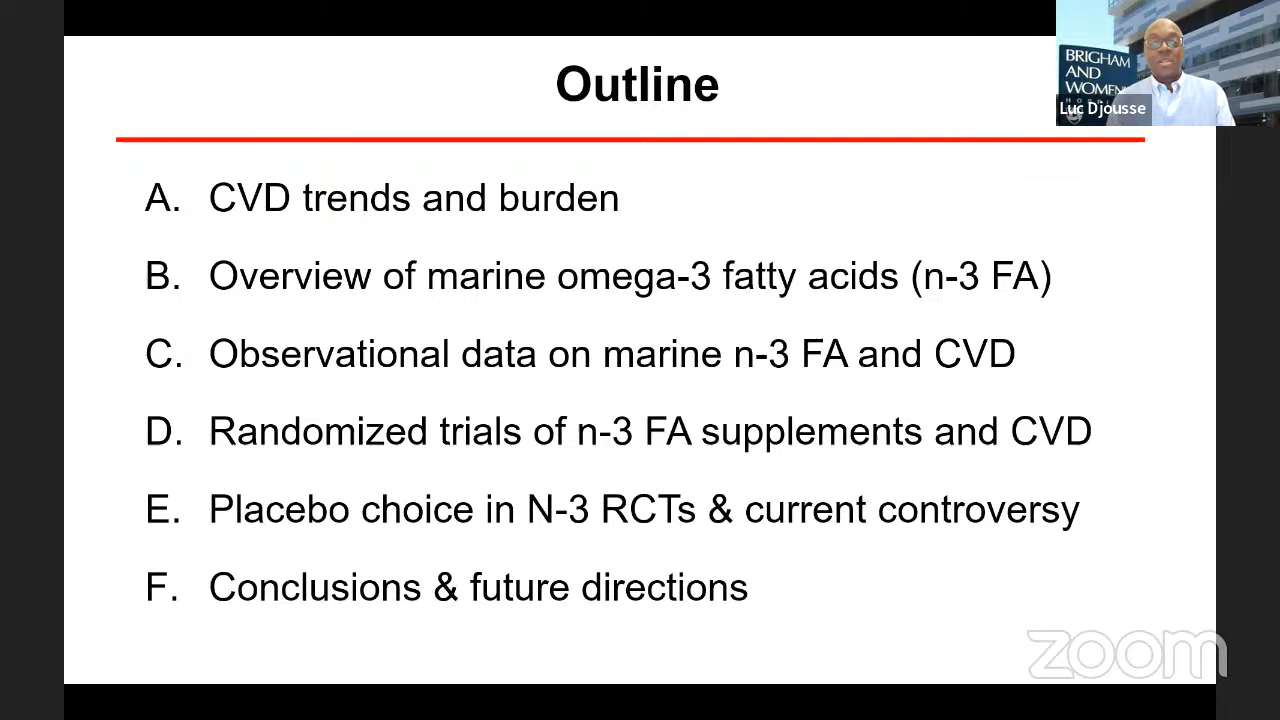 Outline
A. CVD trends and burden
B. Overview of marine omega-3 fatty acids (n-3 FA)
C. Observational data on marine n-3 FA and CVD
D. Randomized trials of n-3 FA supplements and CVD
E. Placebo choice in N-3 RCTs & current controversy
F. Conclusions & future directions
BRIGHAM
AND
WOMEN'S
Luc Djousse
zoom